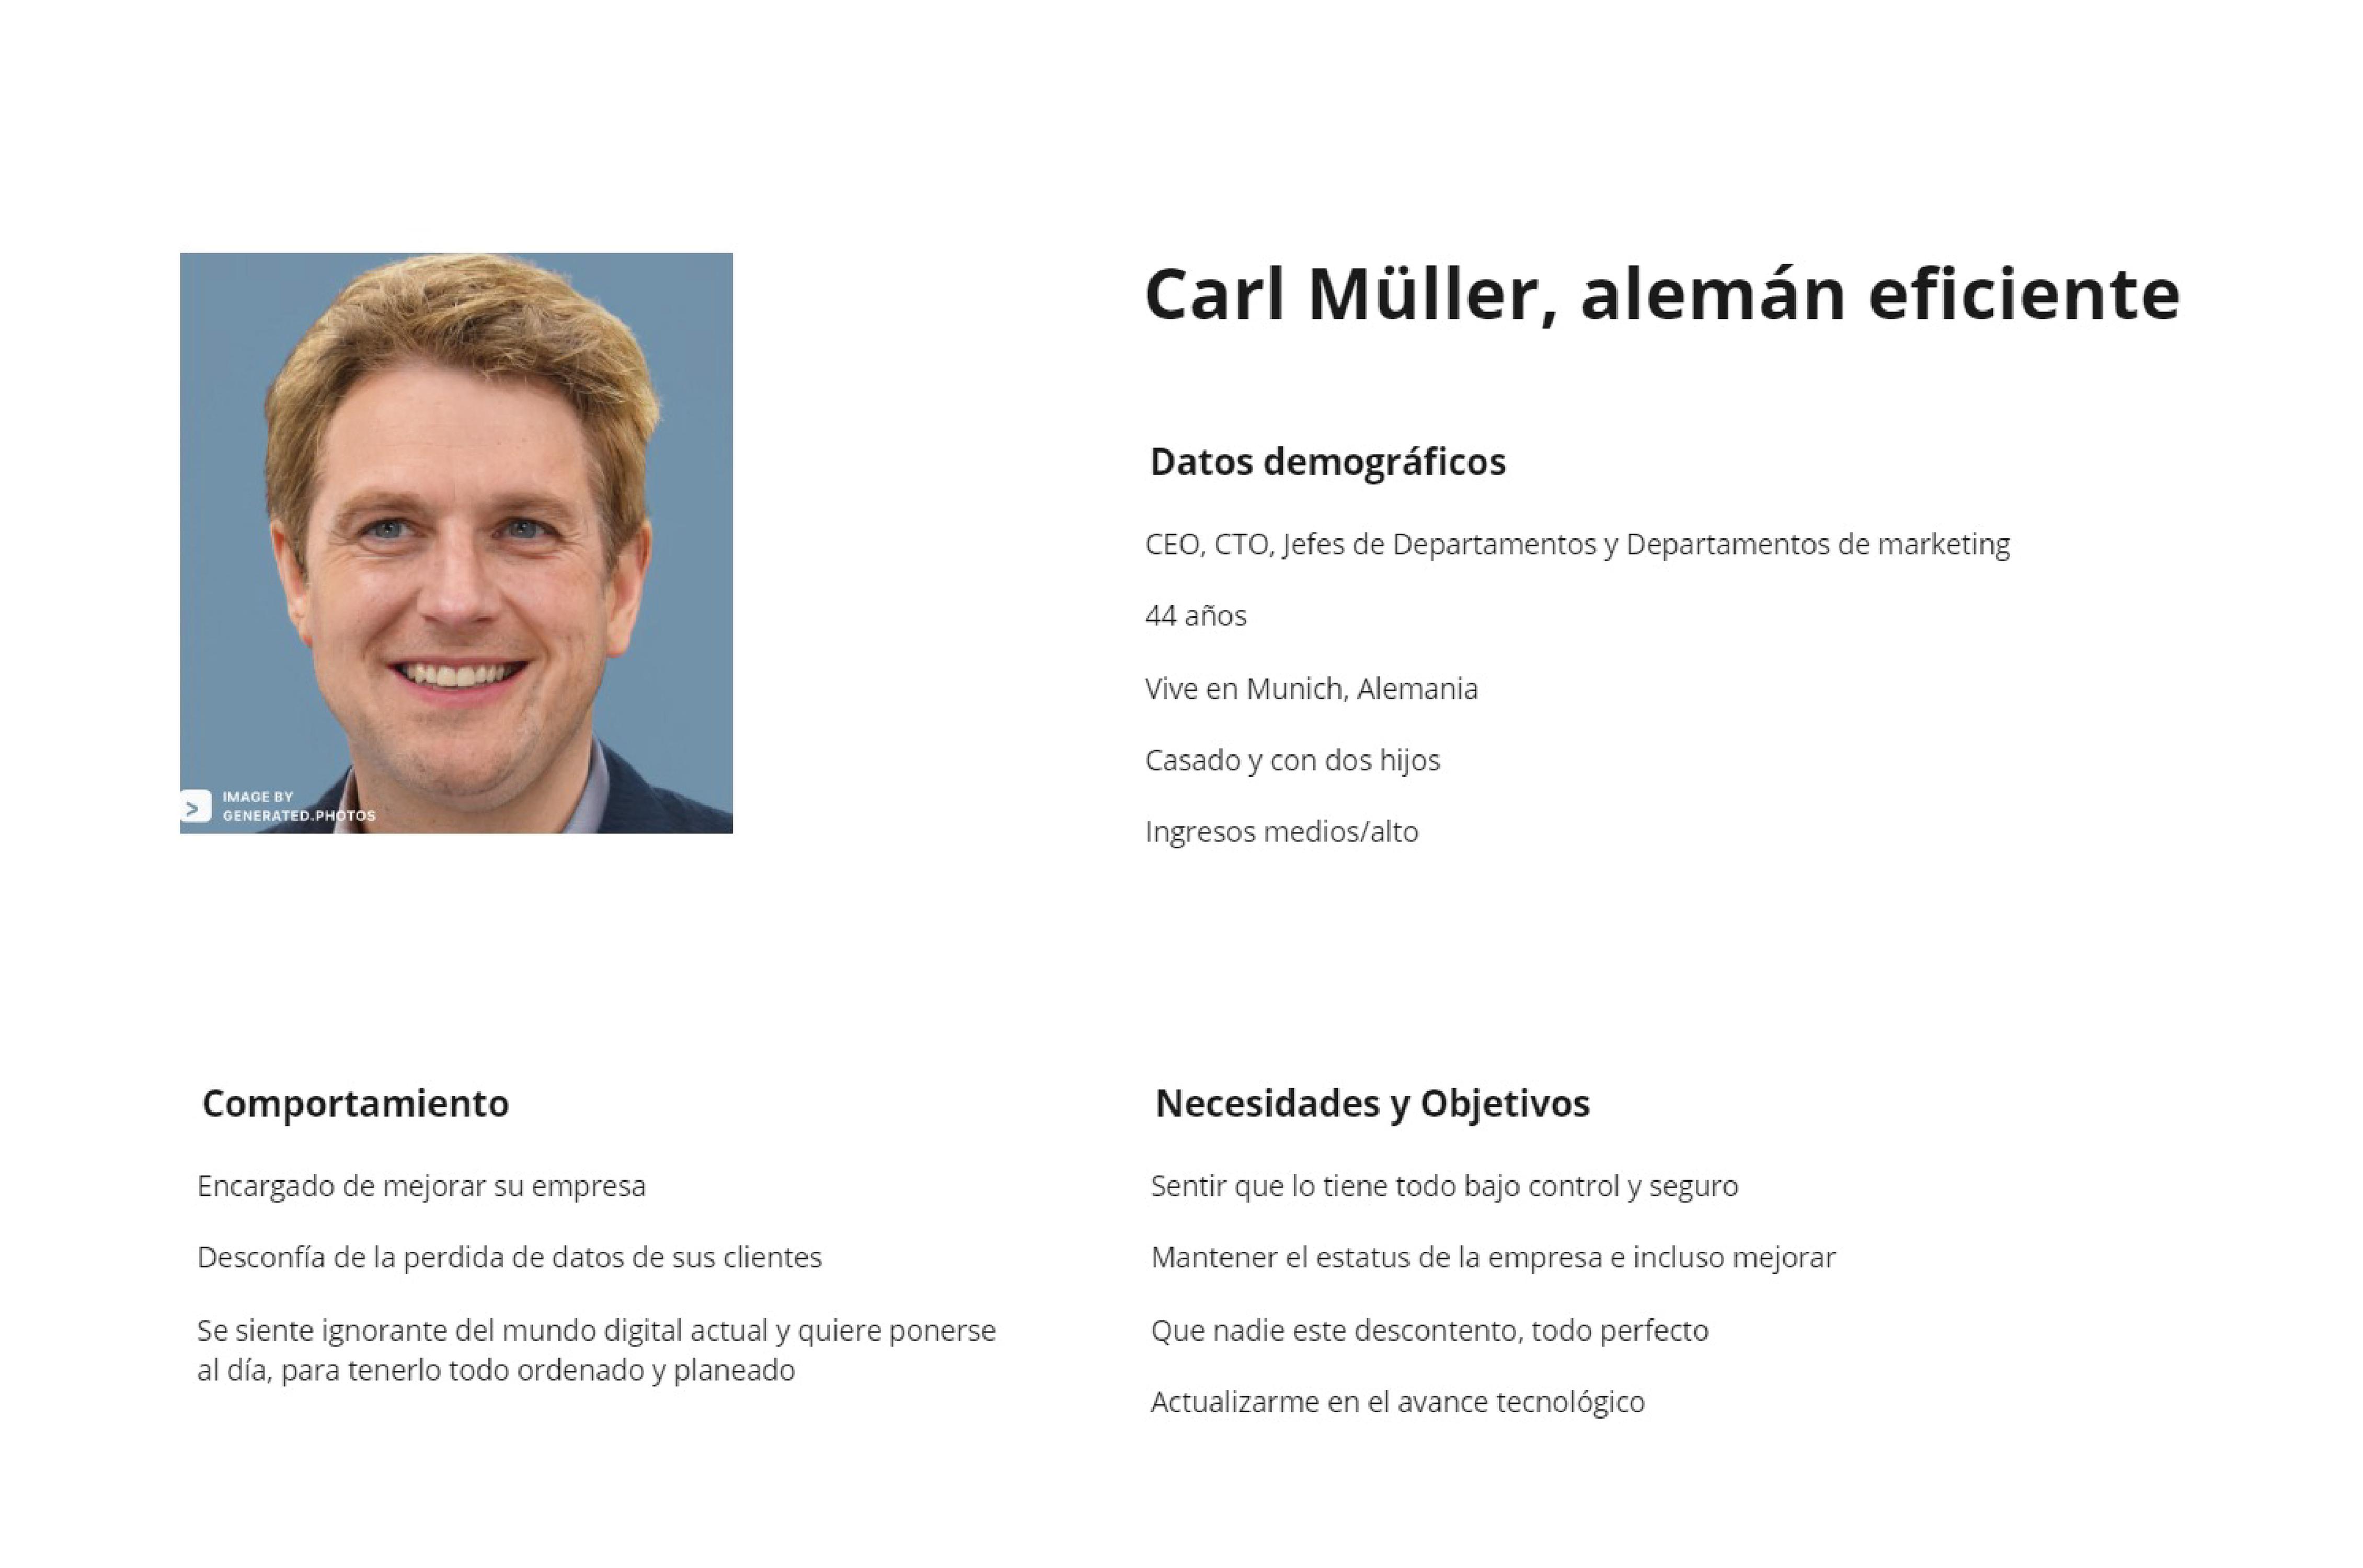 Carl Müller, alemán eficiente
IMAGE BY
GENERATED.PHOTOS
Datos demográficos
CEO, CTO, Jefes de Departamentos y Departamentos de marketing
44 años
Vive en Munich, Alemania
Casado y con dos hijos
Ingresos medios/alto
Comportamiento
Encargado de mejorar su empresa
Desconfía de la perdida de datos de sus clientes
Se siente ignorante del mundo digital actual y quiere ponerse
al día, para tenerlo todo ordenado y planeado
Necesidades y Objetivos
Sentir que lo tiene todo bajo control y seguro
Mantener el estatus de la empresa e incluso mejorar
Que nadie este descontento, todo perfecto
Actualizarme en el avance tecnológico